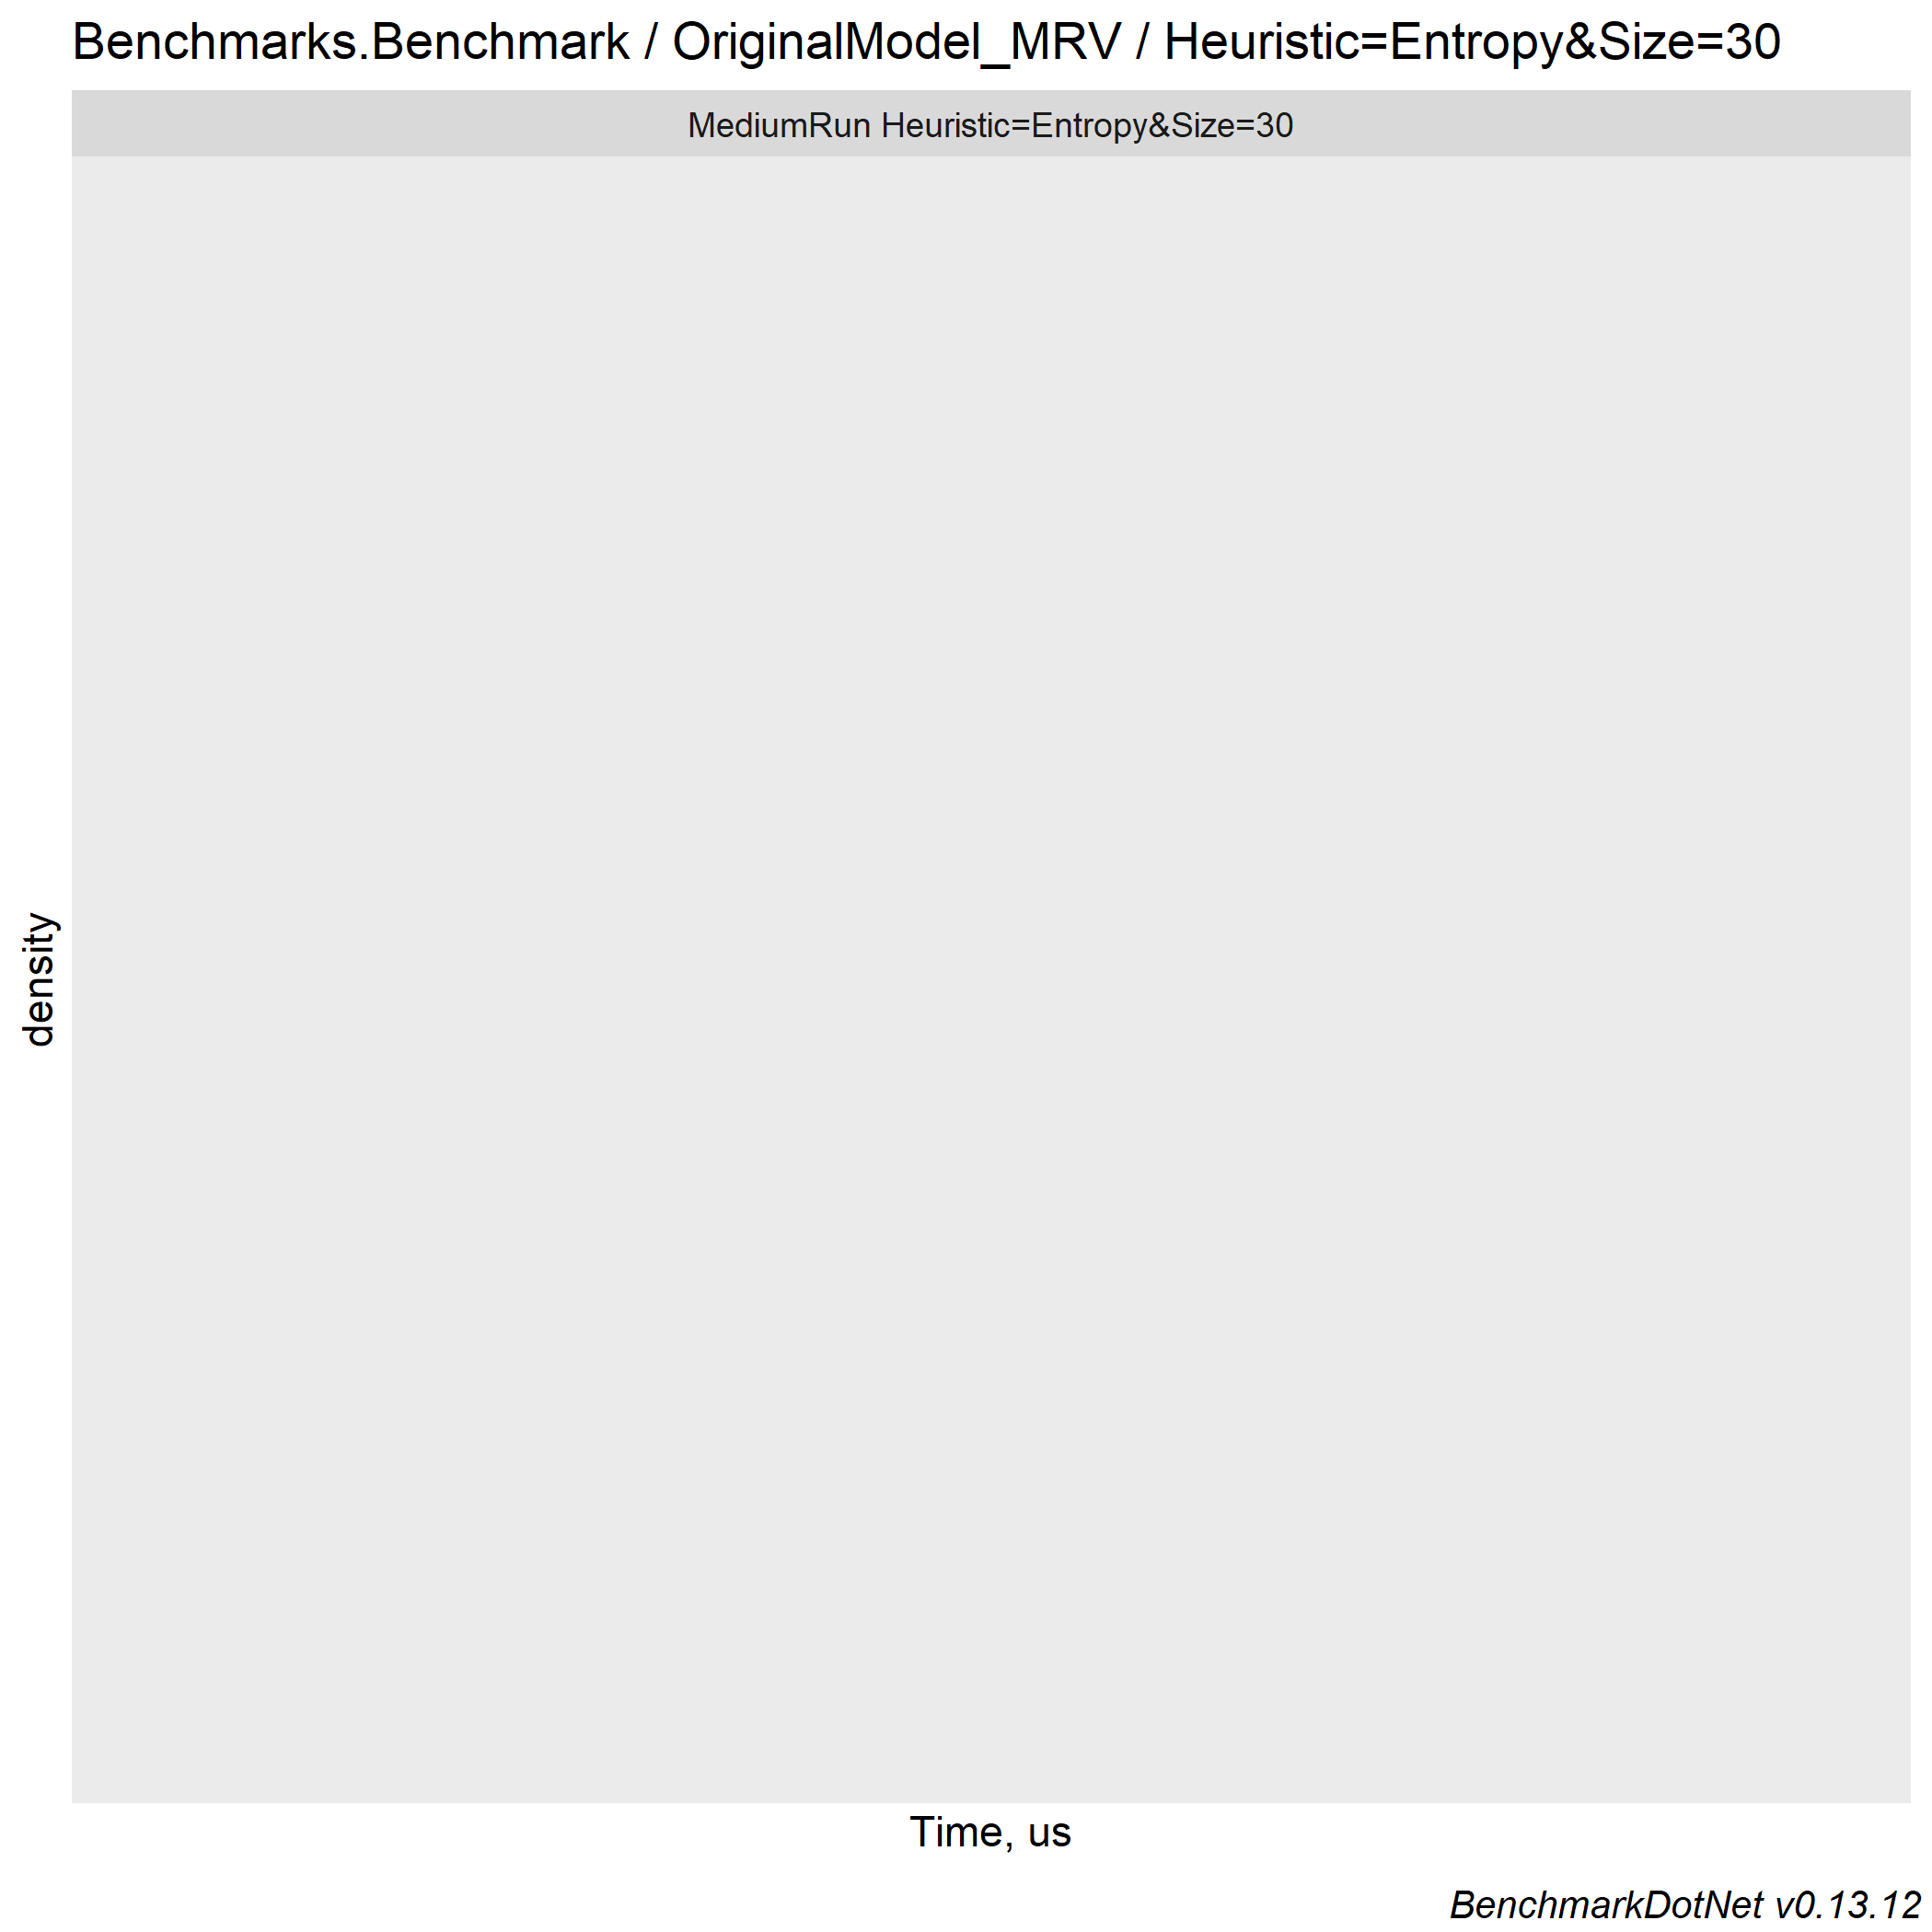 Benchmarks.Benchmark / OriginalModel_MRV / Heuristic=Entropy&Size=30
MediumRun Heuristic=Entropy&Size=30
density
Time, us
BenchmarkDotNet v0.13.12